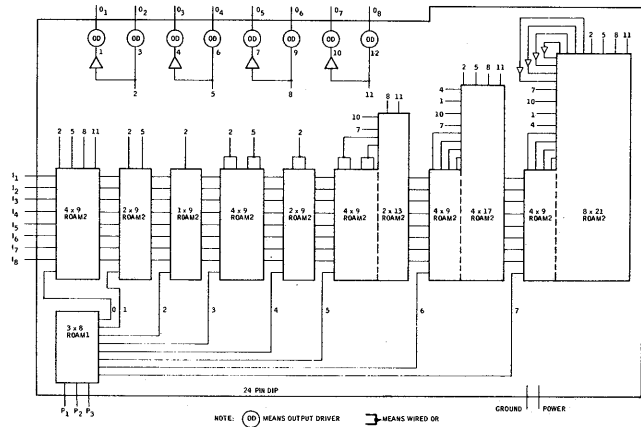 O1 O2 O3 O4 O5 O6 O7 O8
OD OD OD OD OD OD OD OD
1 3 4 6 7 9 10 12
2 5 8 11
2 5 8 11
2 5
2
2 5
2
10
7
8 11
4
1
10
7
2 5 8 11
7
10
1
4
2 5 8 11
I1
I2
I3
I4
I5
I6
I7
I8
4 x 9
ROAM2
2 x 9
ROAM2
1 x 9
ROAM2
4 x 9
ROAM2
2 x 9
ROAM2
4 x 9
ROAM2
2 x 13
ROAM2
4 x 9
ROAM2
4 x 17
ROAM2
4 x 9
ROAM2
8 x 21
ROAM2
0 1 2 3 4 5 6 7
3 x 8
ROAM1
P1 P2 P3
24 PIN DIP
GROUND POWER
NOTE: OD MEANS OUTPUT DRIVER
MEANS WIRED OR